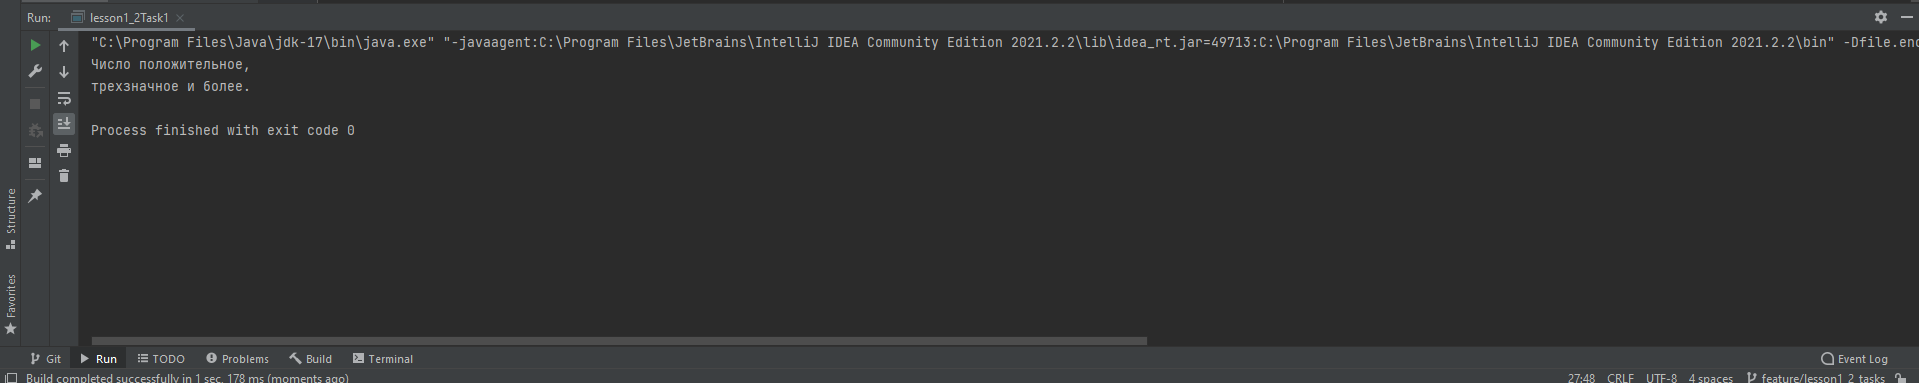 Run: lesson1_2Task1
"C:\Program Files\Java\jdk-17\bin\java.exe" "-javaagent:C:\Program Files\JetBrains\IntelliJ IDEA Community Edition 2021.2.2\lib\idea_rt.jar=49713:C:\Program Files\JetBrains\IntelliJ IDEA Community Edition 2021.2.2\bin" -Dfile.enc
Число положительное,
трехзначное и более.
Process finished with exit code 0
Structure
Favorites
Git Run TODO Problems Build Terminal Event Log
Build completed successfully in 1 sec, 178 ms (moments ago) 27:48 CRLF UTF-8 4 spaces feature/lesson1_2_tasks